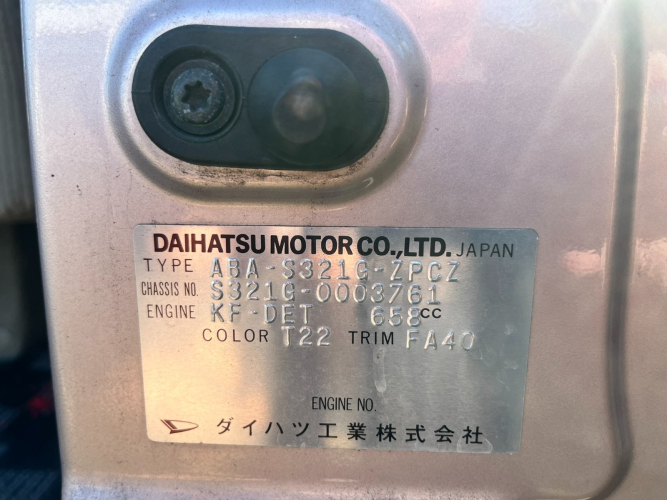 DAIHATSU MOTOR CO.,LTD. JAPAN
TYPE ABA-S321G-ZPCZ
CHASSIS NO. S321G-0003761
ENGINE KF-DET 658CC
COLOR T22 TRIM FA40
ENGINE NO.
ダイハツ工業株式会社